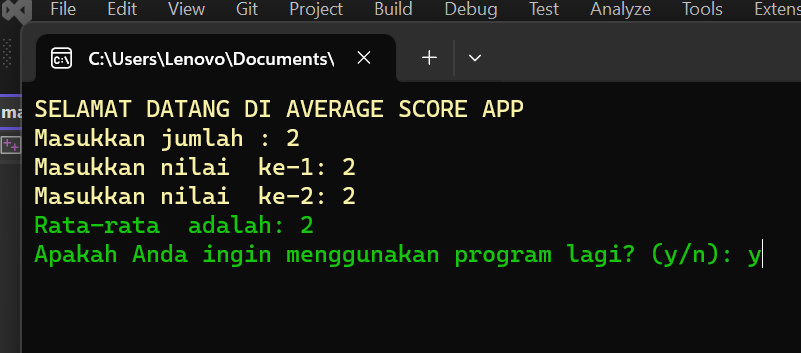 File Edit View Git Project Build Debug Test Analyze Tools Extens
C:\Users\Lenovo\Documents\
ma
SELAMAT DATANG DI AVERAGE SCORE APP
Masukkan jumlah : 2
Masukkan nilai  ke-1: 2
Masukkan nilai  ke-2: 2
Rata-rata  adalah: 2
Apakah Anda ingin menggunakan program lagi? (y/n): y